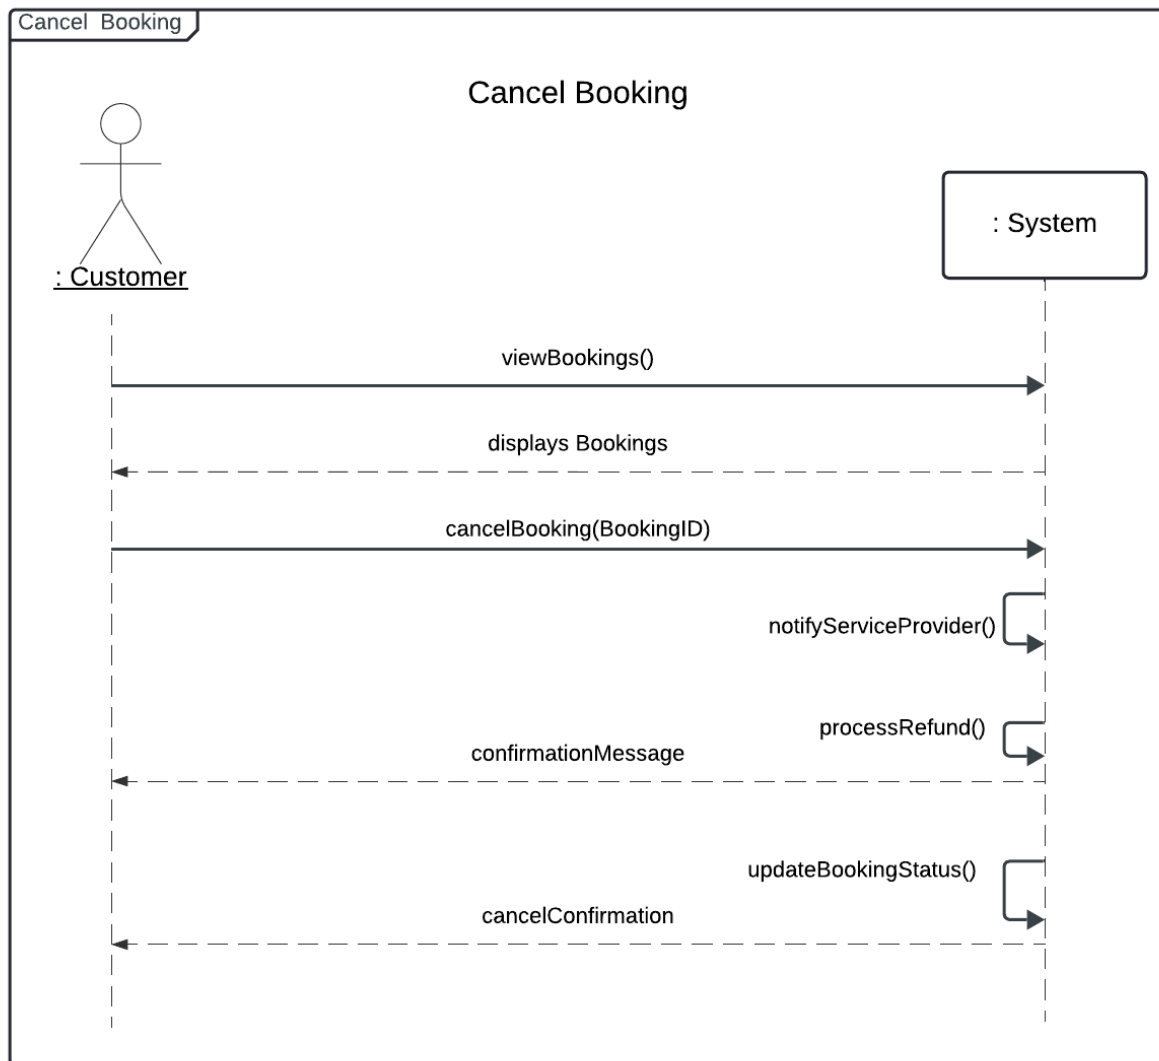 Cancel  Booking
Cancel Booking
: System
: Customer
viewBookings()
displays Bookings
cancelBooking(BookingID)
notifyServiceProvider()
processRefund()
confirmationMessage
updateBookingStatus()
cancelConfirmation